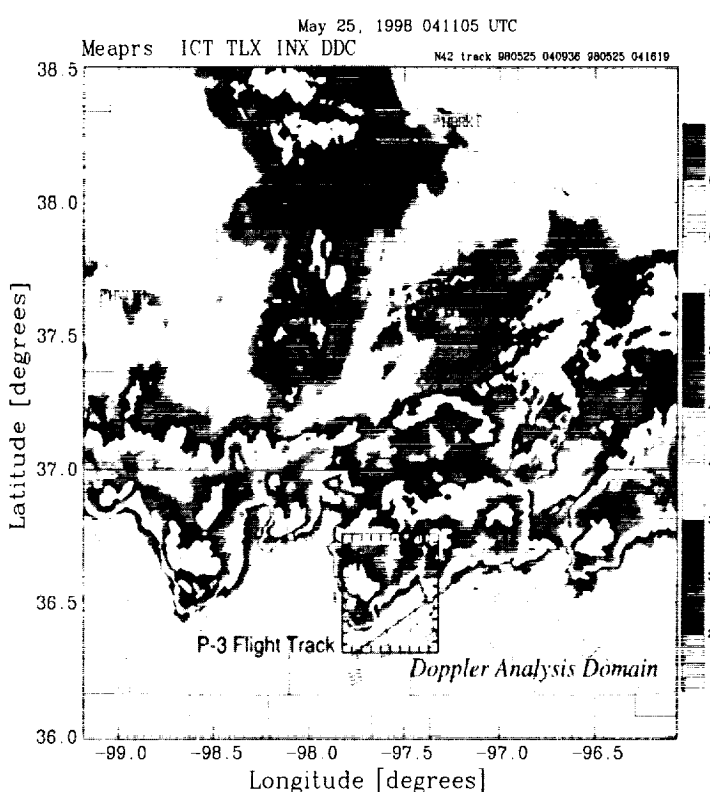 May 25, 1998 041105 UTC
Meaprs ICT TLX INX DDC
N42 track 980525 040936 980525 041619
38.5
38.0
37.5
37.0
36.5
36.0
Latitude [degrees]
P-3 Flight Track
Doppler Analysis Domain
-99.0 -98.5 -98.0 -97.5 -97.0 -96.5
Longitude [degrees]